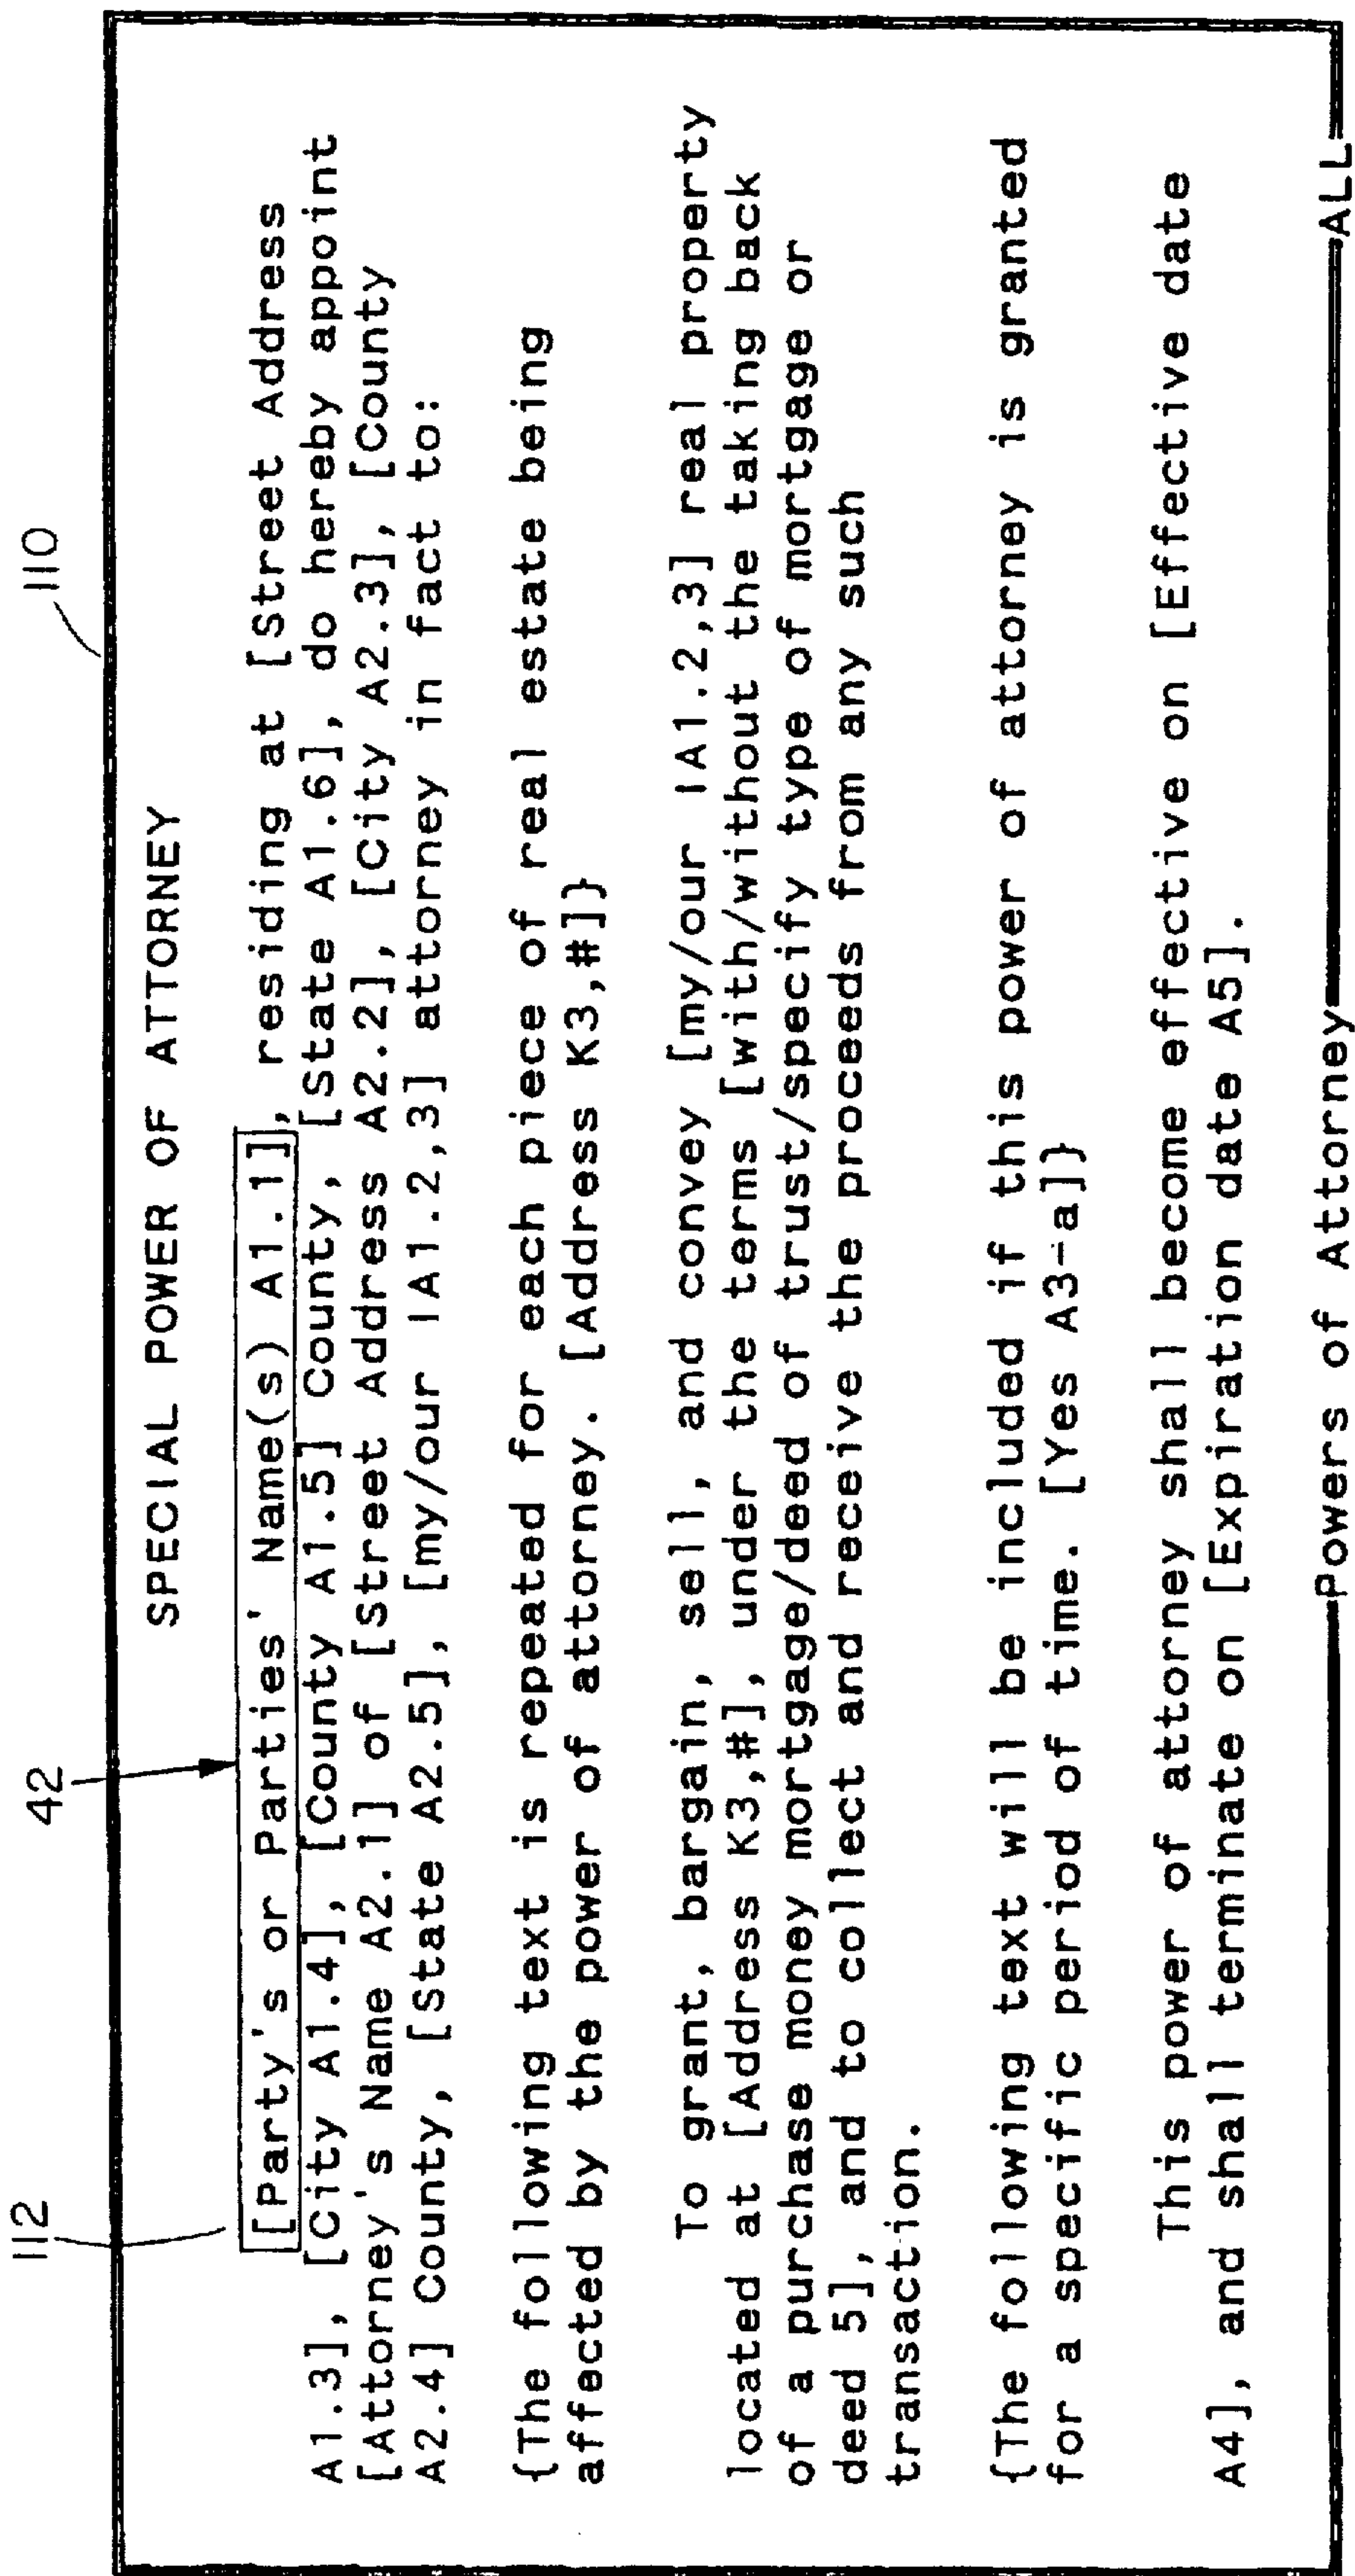 112
42
110
SPECIAL POWER OF ATTORNEY
[Party's or Parties' Name(s) A1.1], residing at [Street Address
A1.3], [City A1.4], [County A1.5] County, [State A1.6], do hereby appoint
[Attorney's Name A2.1] of [Street Address A2.2], [City A2.3], [County
A2.4] County, [State A2.5], [my/our |A1.2,3] attorney in fact to:
{The following text is repeated for each piece of real estate being
affected by the power of attorney. [Address K3,#]}
To grant, bargain, sell, and convey [my/our |A1.2,3] real property
located at [Address K3,#], under the terms [with/without the taking back
of a purchase money mortgage/deed of trust/specify type of mortgage or
deed 5], and to collect and receive the proceeds from any such
transaction.
{The following text will be included if this power of attorney is granted
for a specific period of time. [Yes A3-a]}
This power of attorney shall become effective on [Effective date
A4], and shall terminate on [Expiration date A5].
Powers of Attorney ALL